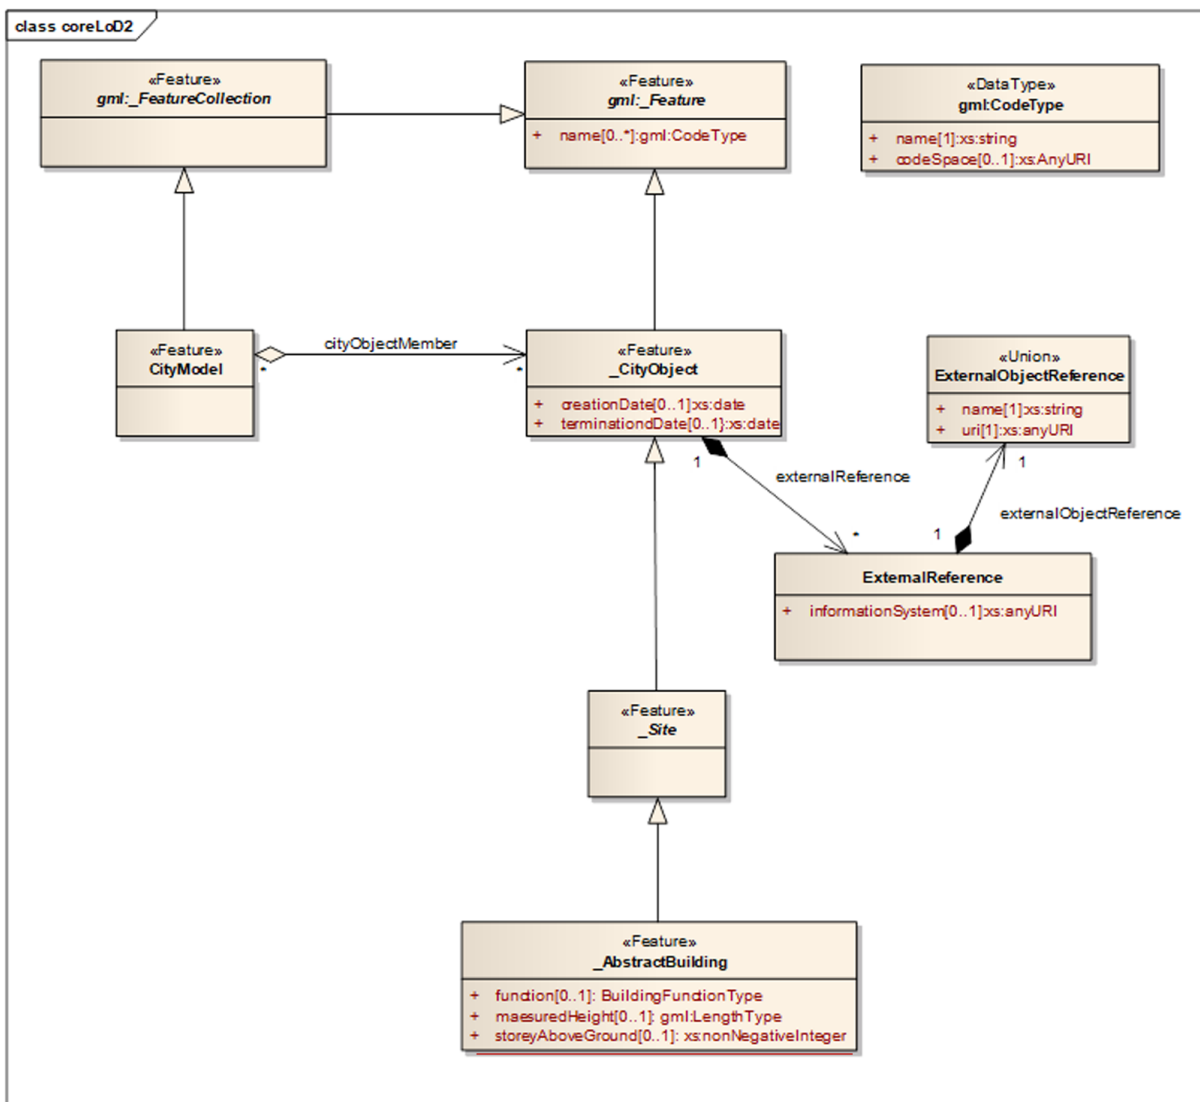 class coreLoD2
«Feature»
gml:_FeatureCollection
«Feature»
gml:_Feature
+ name[0..*]:gml:CodeType
«DataType»
gml:CodeType
+ name[1]:xs:string
+ codeSpace[0..1]:xs:AnyURI
«Feature»
CityModel
*
cityObjectMember
*
«Feature»
_CityObject
+ creationDate[0..1]:xs:date
+ terminationdDate[0..1}:xs:date
«Union»
ExternalObjectReference
+ name[1]:xs:string
+ uri[1]:xs:anyURI
1
externalReference
*
1
externalObjectReference
1
ExternalReference
+ informationSystem[0..1]:xs:anyURI
«Feature»
_Site
«Feature»
_AbstractBuilding
+ function[0..1]: BuildingFunctionType
+ maesuredHeight[0..1]: gml:LengthType
+ storeyAboveGround[0..1]: xs:nonNegativeInteger